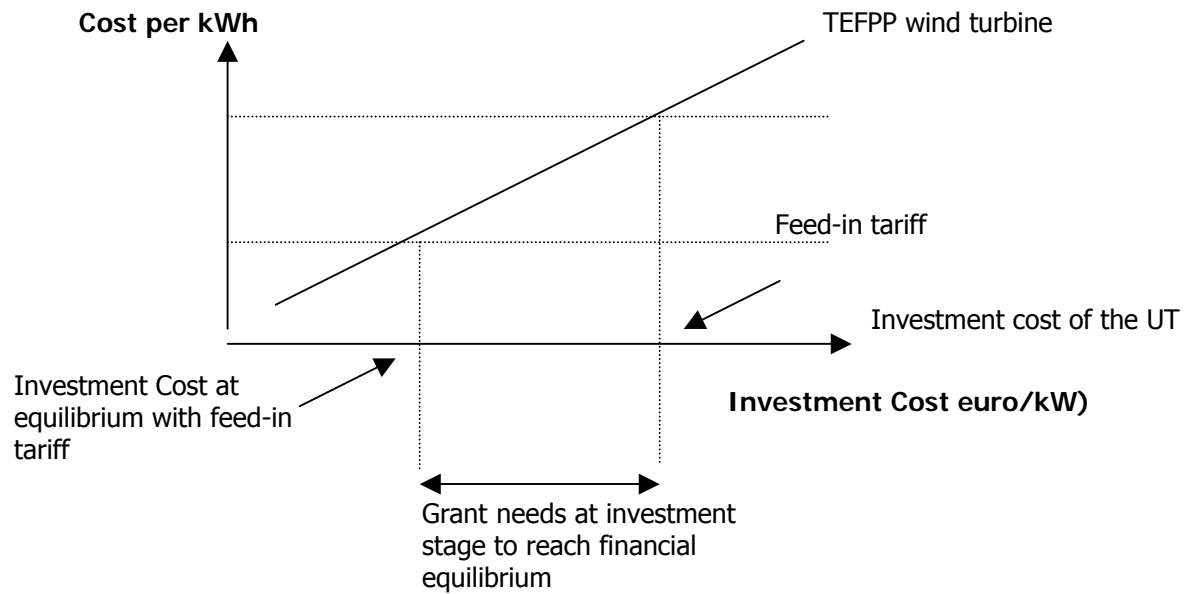 Cost per kWh
TEFPP wind turbine
Feed-in tariff
Investment cost of the UT
Investment Cost at
equilibrium with feed-in
tariff
Investment Cost euro/kW)
Grant needs at investment
stage to reach financial
equilibrium